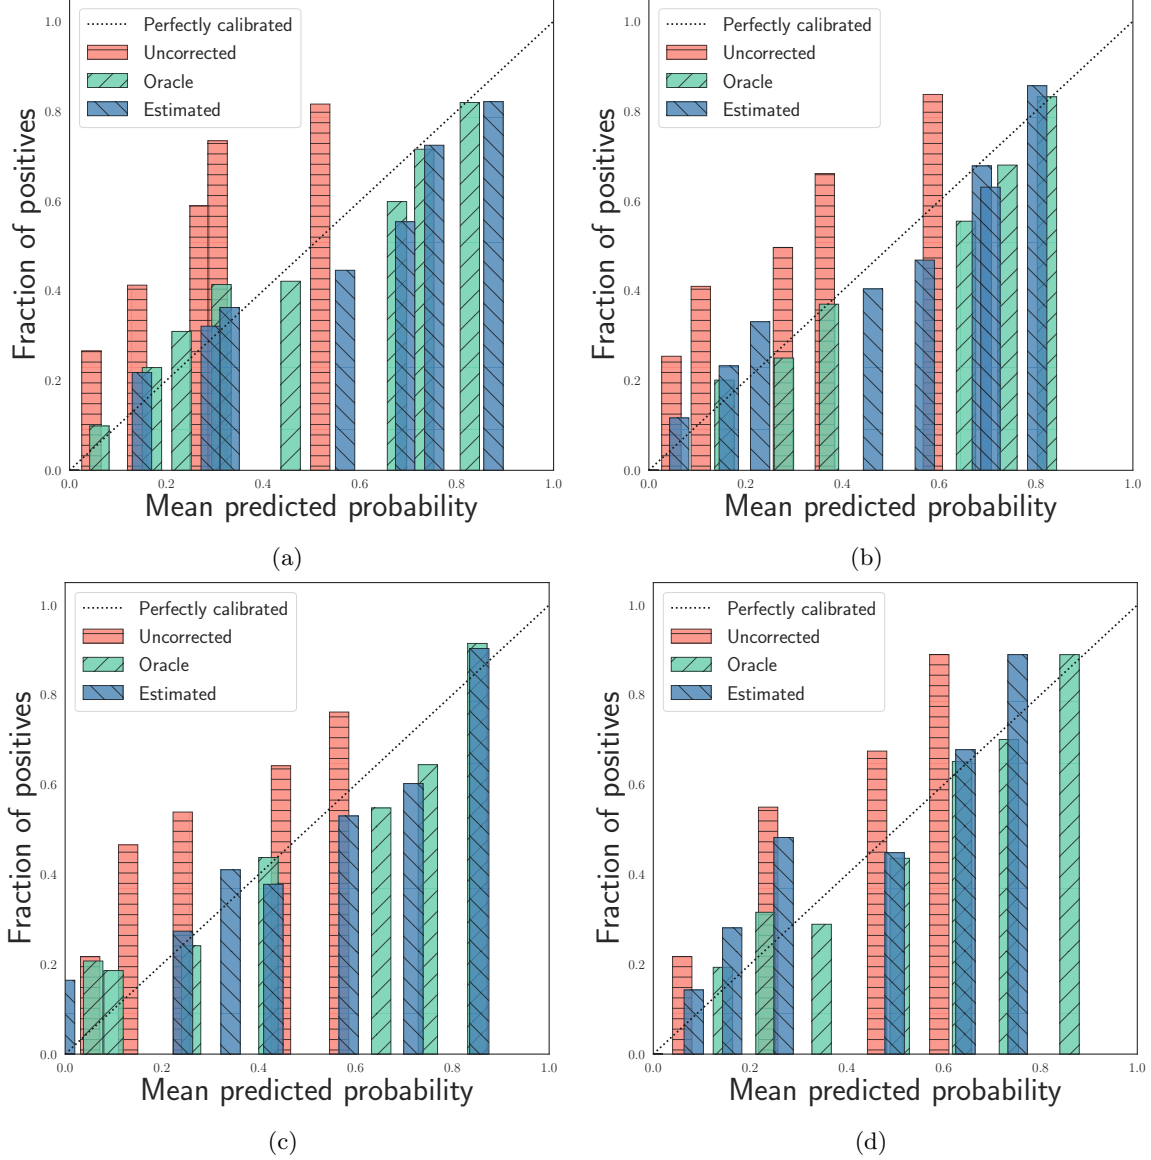 1.0
0.8
0.6
0.4
0.2
0.0
Fraction of positives
Perfectly calibrated
Uncorrected
Oracle
Estimated
0.0 0.2 0.4 0.6 0.8 1.0
Mean predicted probability
(a)
1.0
0.8
0.6
0.4
0.2
0.0
Fraction of positives
Perfectly calibrated
Uncorrected
Oracle
Estimated
0.0 0.2 0.4 0.6 0.8 1.0
Mean predicted probability
(b)
1.0
0.8
0.6
0.4
0.2
0.0
Fraction of positives
Perfectly calibrated
Uncorrected
Oracle
Estimated
0.0 0.2 0.4 0.6 0.8 1.0
Mean predicted probability
(c)
1.0
0.8
0.6
0.4
0.2
0.0
Fraction of positives
Perfectly calibrated
Uncorrected
Oracle
Estimated
0.0 0.2 0.4 0.6 0.8 1.0
Mean predicted probability
(d)